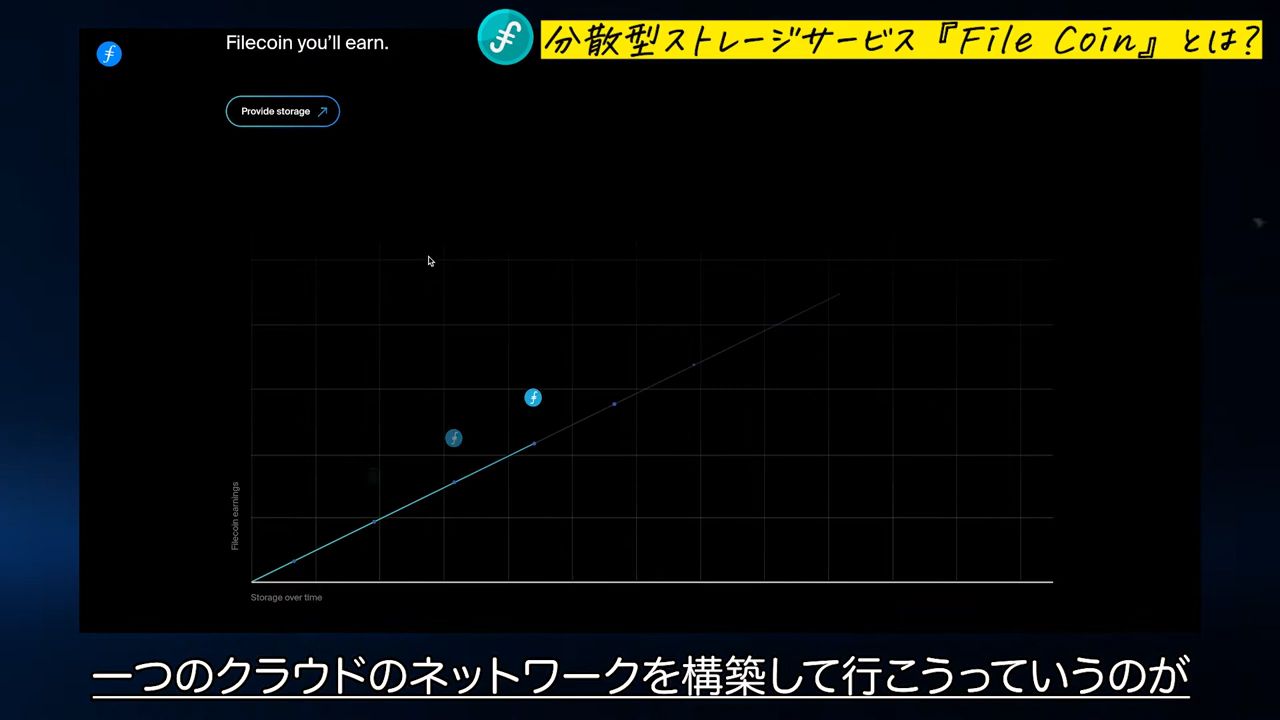 Filecoin you'll earn.
分散型ストレージサービス『File Coin』とは?
Provide storage
Filecoin earnings
Storage over time
一つのクラウドのネットワークを構築して行こうっていうのが